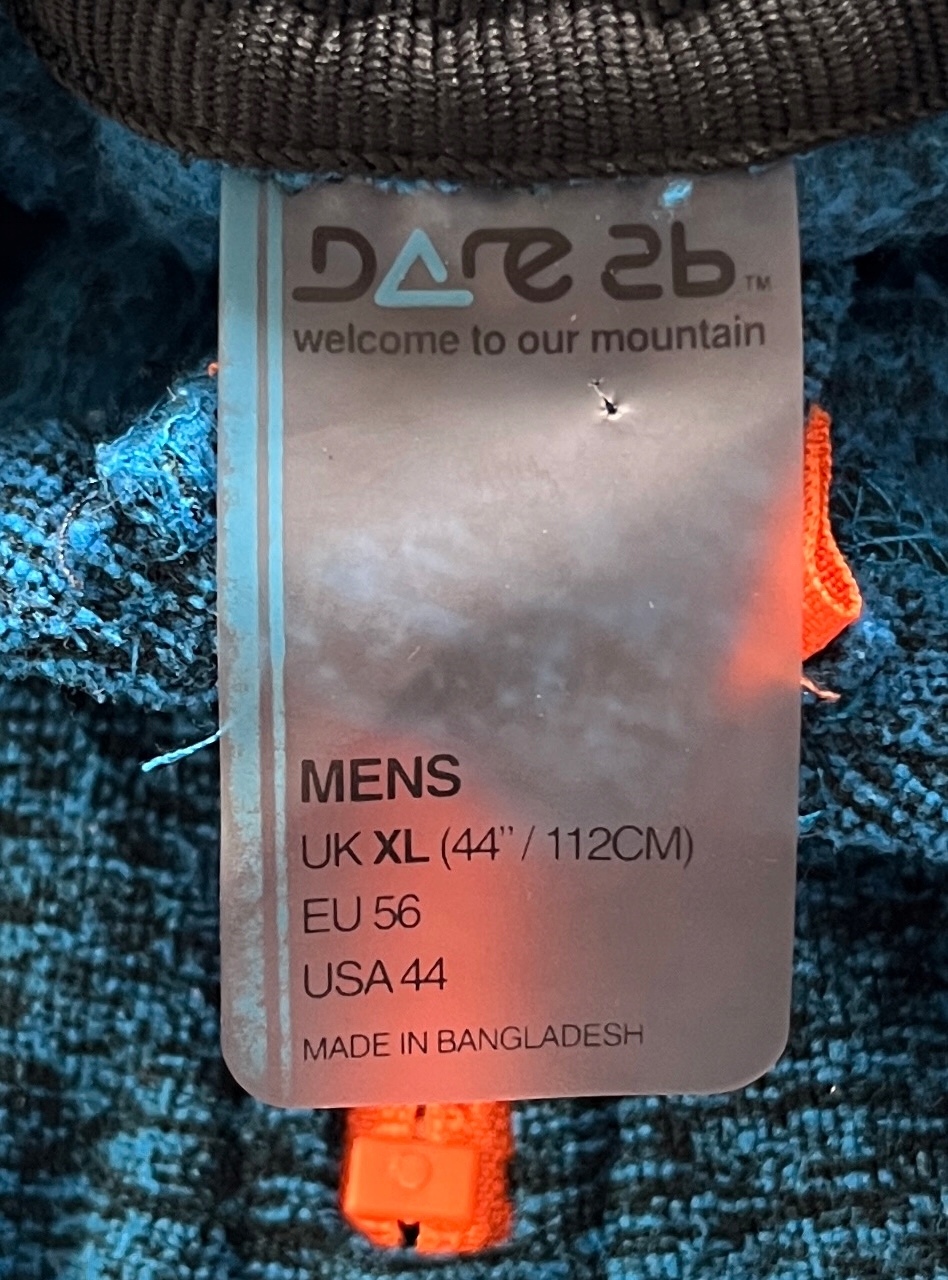 DARE 2b™
welcome to our mountain
MENS
UK XL (44" / 112CM)
EU 56
USA 44
MADE IN BANGLADESH